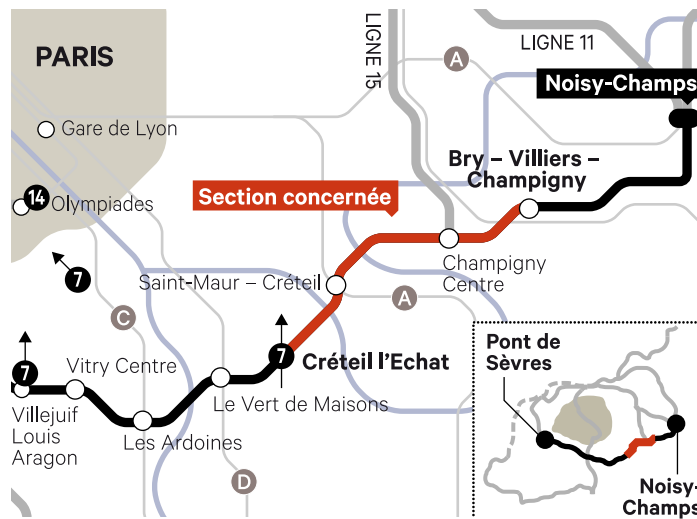 PARIS
LIGNE 15
LIGNE 11
A
Noisy-Champs
Gare de Lyon
Bry – Villiers –
Champigny
Section concernée
14
Olympiades
7
Saint-Maur – Créteil
Champigny
Centre
A
C
7
Vitry Centre
7
Créteil l'Echat
Le Vert de Maisons
Villejuif
Louis
Aragon
Les Ardoines
D
Pont de
Sèvres
Noisy-
Champs